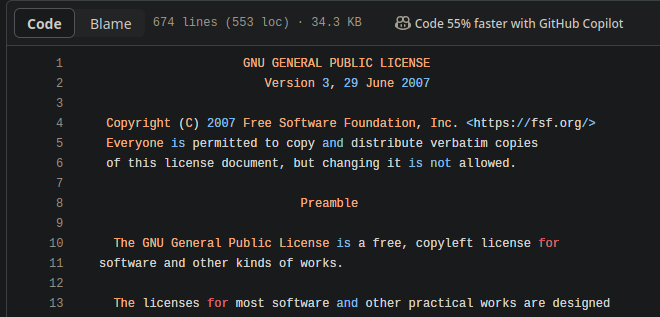 Code Blame 674 lines (553 loc) · 34.3 KB Code 55% faster with GitHub Copilot
1 GNU GENERAL PUBLIC LICENSE
2 Version 3, 29 June 2007
3
4 Copyright (C) 2007 Free Software Foundation, Inc. <https://fsf.org/>
5 Everyone is permitted to copy and distribute verbatim copies
6 of this license document, but changing it is not allowed.
7
8 Preamble
9
10 The GNU General Public License is a free, copyleft license for
11 software and other kinds of works.
12
13 The licenses for most software and other practical works are designed